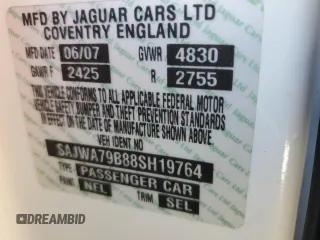 MFD BY JAGUAR CARS LTD
COVENTRY ENGLAND
MFD DATE 06/07 GVWR 4830
GAWR F 2425 R 2755
THIS VEHICLE CONFORMS
TO ALL APPLICABLE FEDERAL MOTOR
VEHICLE SAFETY BUMPER AND THEFT
PREVENTION STANDARDS
IN EFFECT ON THE DATE OF
MANUFACTURE SHOWN ABOVE
VEH IDENT NO
SAJWA79B88SH19764
TYPE PASSENGER CAR
PAINT NEL TRIM SEL
DREAMBID